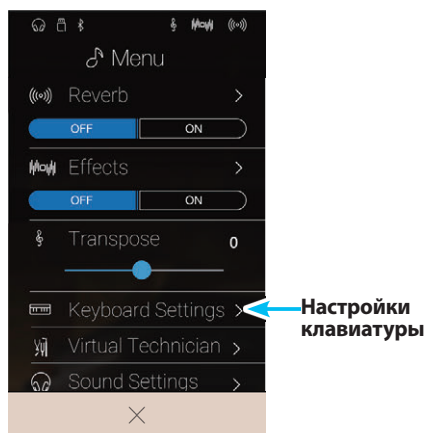 Menu
Reverb
OFF ON
Effects
OFF ON
Transpose 0
Keyboard Settings
Настройки
клавиатуры
Virtual Technician
Sound Settings